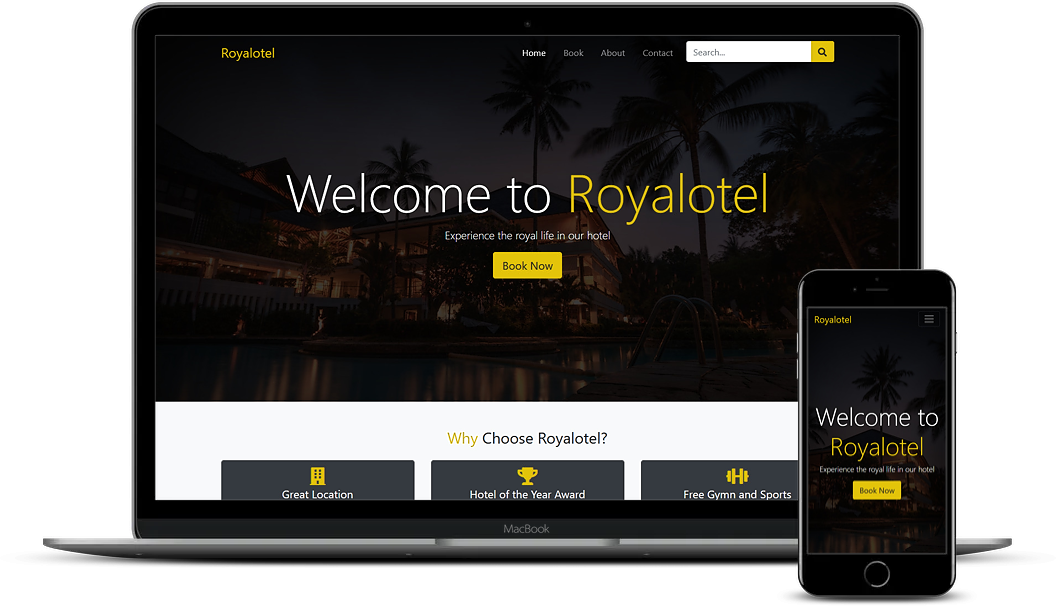 Royalotel
Home Book About Contact Search...
Welcome to Royalotel
Experience the royal life in our hotel
Book Now
Why Choose Royalotel?
Great Location Hotel of the Year Award Free Gymn and Sports
MacBook
Royalotel
Welcome to
Royalotel
Experience the royal life in our hotel
Book Now